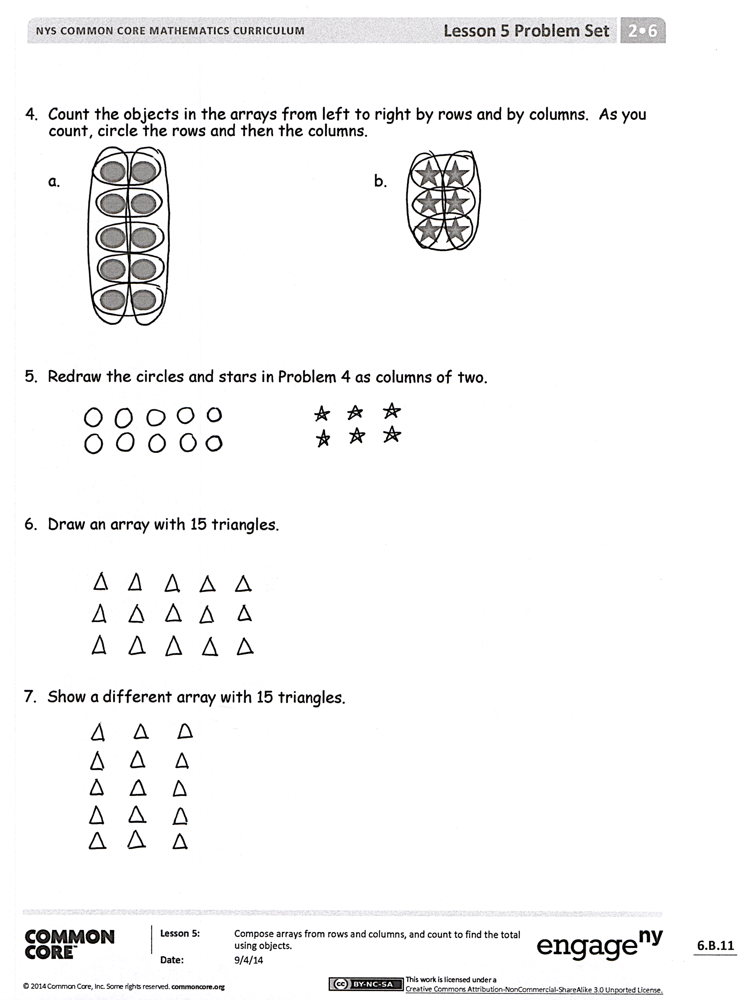 NYS COMMON CORE MATHEMATICS CURRICULUM
Lesson 5 Problem Set
2•6
4. Count the objects in the arrays from left to right by rows and by columns. As you
count, circle the rows and then the columns.
a.
b.
5. Redraw the circles and stars in Problem 4 as columns of two.
6. Draw an array with 15 triangles.
7. Show a different array with 15 triangles.
COMMON
CORE™
Lesson 5:
Compose arrays from rows and columns, and count to find the total
using objects.
Date:
9/4/14
engage ny
6.B.11
© 2014 Common Core, Inc. Some rights reserved. commoncore.org
(cc) BY-NC-SA
This work is licensed under a
Creative Commons Attribution-NonCommercial-ShareAlike 3.0 Unported License.